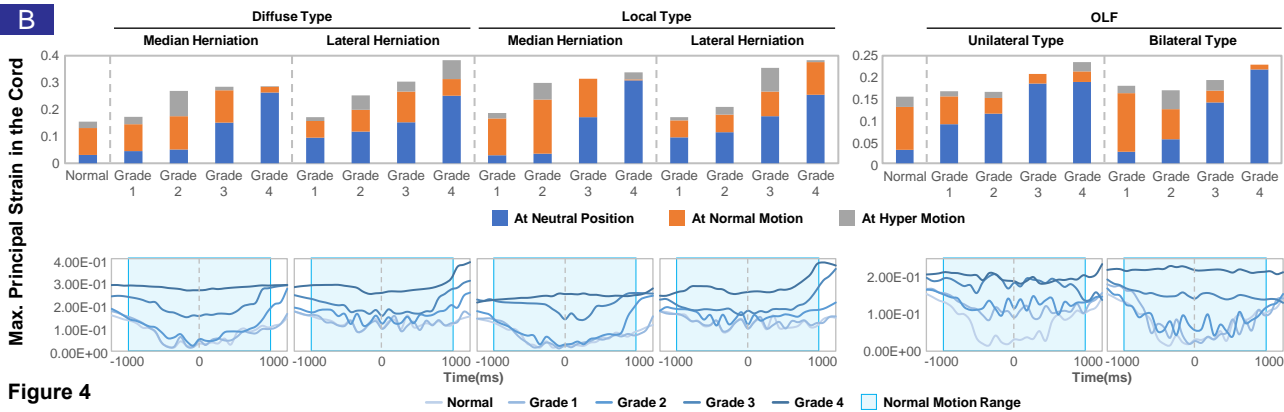 B
Diffuse Type
Local Type
OLF
Median Herniation
Lateral Herniation
Median Herniation
Lateral Herniation
Unilateral Type
Bilateral Type
Max. Principal Strain in the Cord
0.4
0.3
0.2
0.1
0
0.25
0.2
0.15
0.1
0.05
0
Normal
Grade 1
Grade 2
Grade 3
Grade 4
Grade 1
Grade 2
Grade 3
Grade 4
Grade 1
Grade 2
Grade 3
Grade 4
Grade 1
Grade 2
Grade 3
Grade 4
Normal
Grade 1
Grade 2
Grade 3
Grade 4
Grade 1
Grade 2
Grade 3
Grade 4
At Neutral Position
At Normal Motion
At Hyper Motion
4.00E-01
3.00E-01
2.00E-01
1.00E-01
0.00E+00
2.00E-01
1.00E-01
0.00E+00
-1000 0 1000
-1000 0 1000
-1000 0 1000
-1000 0 1000
-1000 0 1000
-1000 0 1000
Time(ms)
Time(ms)
Figure 4
Normal
Grade 1
Grade 2
Grade 3
Grade 4
Normal Motion Range